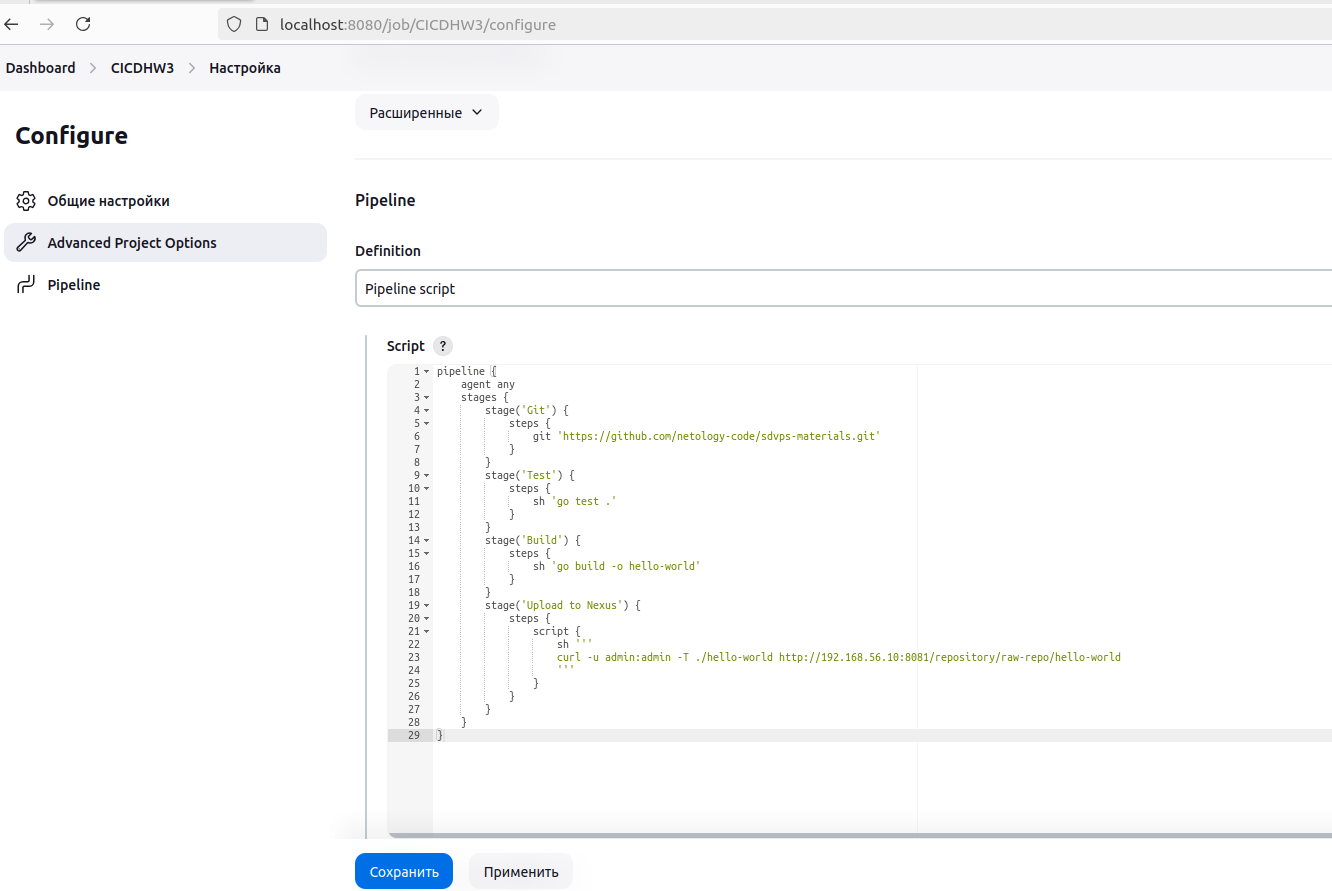 localhost:8080/job/CICDHW3/configure
Dashboard > CICDHW3 > Настройка
Configure
Общие настройки
Advanced Project Options
Pipeline
Расширенные
Pipeline
Definition
Pipeline script
Script ?
1 pipeline {
2     agent any
3     stages {
4         stage('Git') {
5             steps {
6                 git 'https://github.com/netology-code/sdvps-materials.git'
7             }
8         }
9         stage('Test') {
10             steps {
11                 sh 'go test .'
12             }
13         }
14         stage('Build') {
15             steps {
16                 sh 'go build -o hello-world'
17             }
18         }
19         stage('Upload to Nexus') {
20             steps {
21                 script {
22                     sh '''
23                     curl -u admin:admin -T ./hello-world http://192.168.56.10:8081/repository/raw-repo/hello-world
24                     '''
25                 }
26             }
27         }
28     }
29 }
Сохранить
Применить